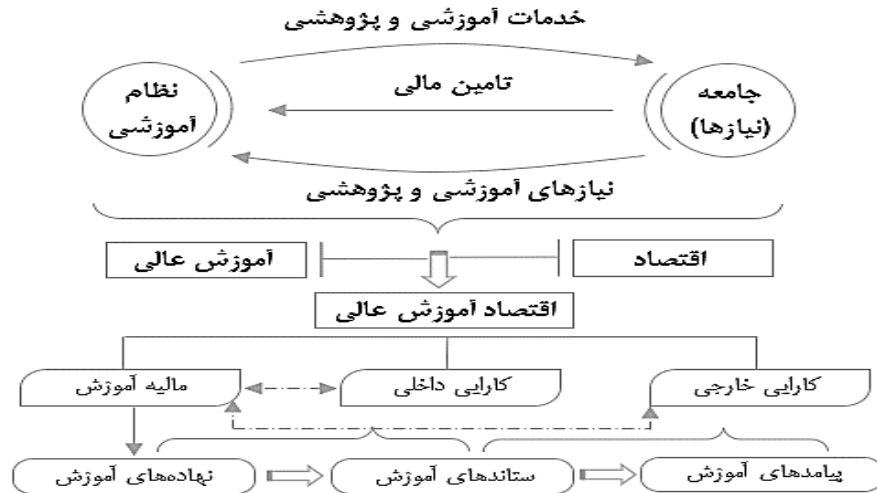 خدمات آموزشی و پژوهشی
جامعه
(نیازها)
تامین مالی
نظام
آموزشی
نیازهای آموزشی و پژوهشی
اقتصاد
آموزش عالی
اقتصاد آموزش عالی
کارایی خارجی
کارایی داخلی
مالیه آموزش
پیامدهای آموزش
ستاندهای آموزش
نهاده‌های آموزش